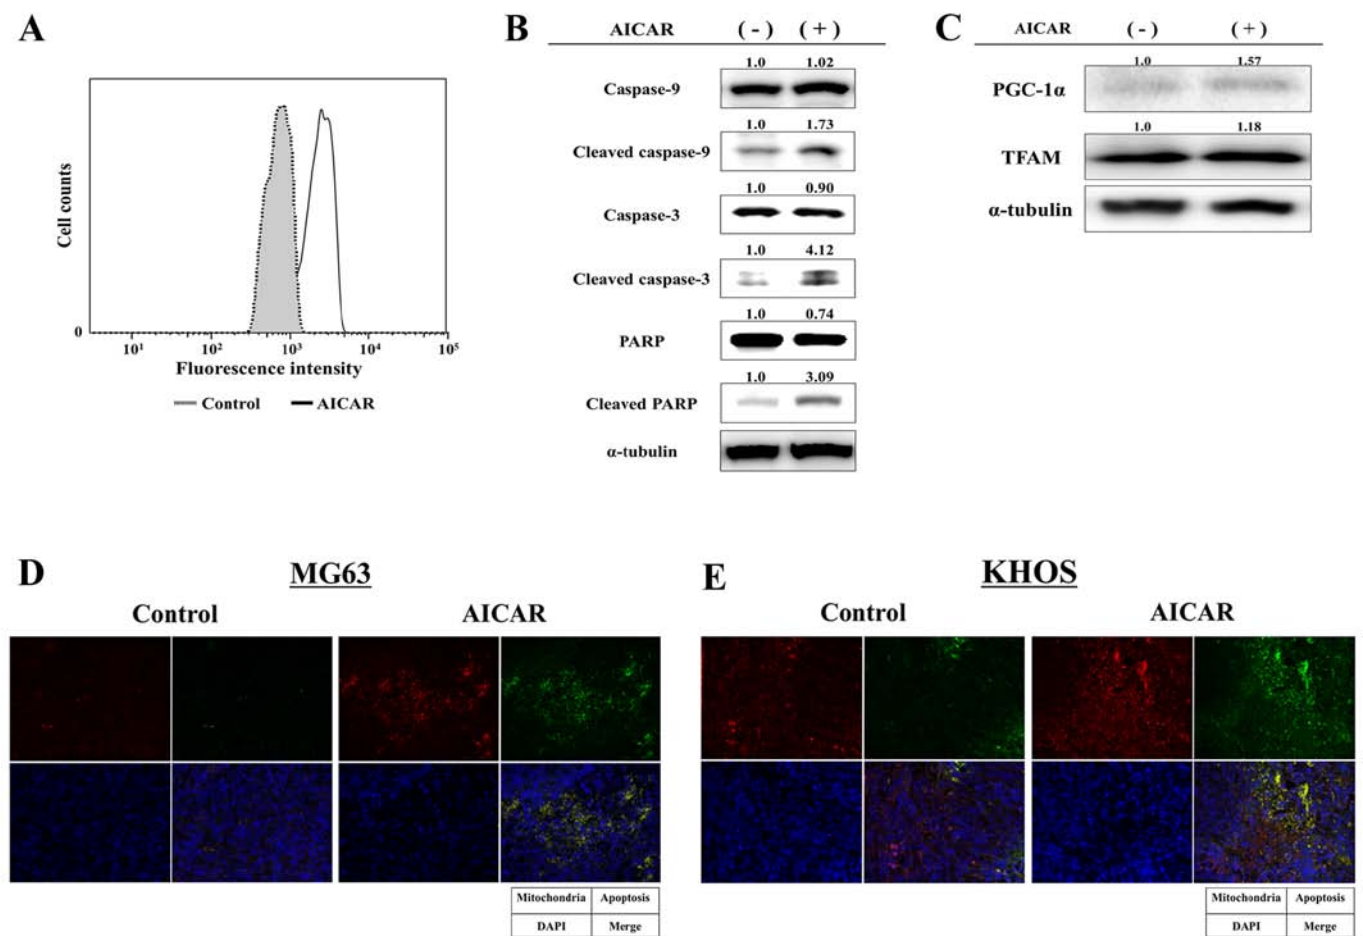 A
Cell counts
0
10¹ 10² 10³ 10⁴ 10⁵
Fluorescence intensity
Control AICAR
B
AICAR ( - ) ( + )
1.0 1.02
Caspase-9
1.0 1.73
Cleaved caspase-9
1.0 0.90
Caspase-3
1.0 4.12
Cleaved caspase-3
1.0 0.74
PARP
1.0 3.09
Cleaved PARP
α-tubulin
C
AICAR ( - ) ( + )
1.0 1.57
PGC-1α
1.0 1.18
TFAM
α-tubulin
D
MG63
Control AICAR
Mitochondria Apoptosis
DAPI Merge
E
KHOS
Control AICAR
Mitochondria Apoptosis
DAPI Merge